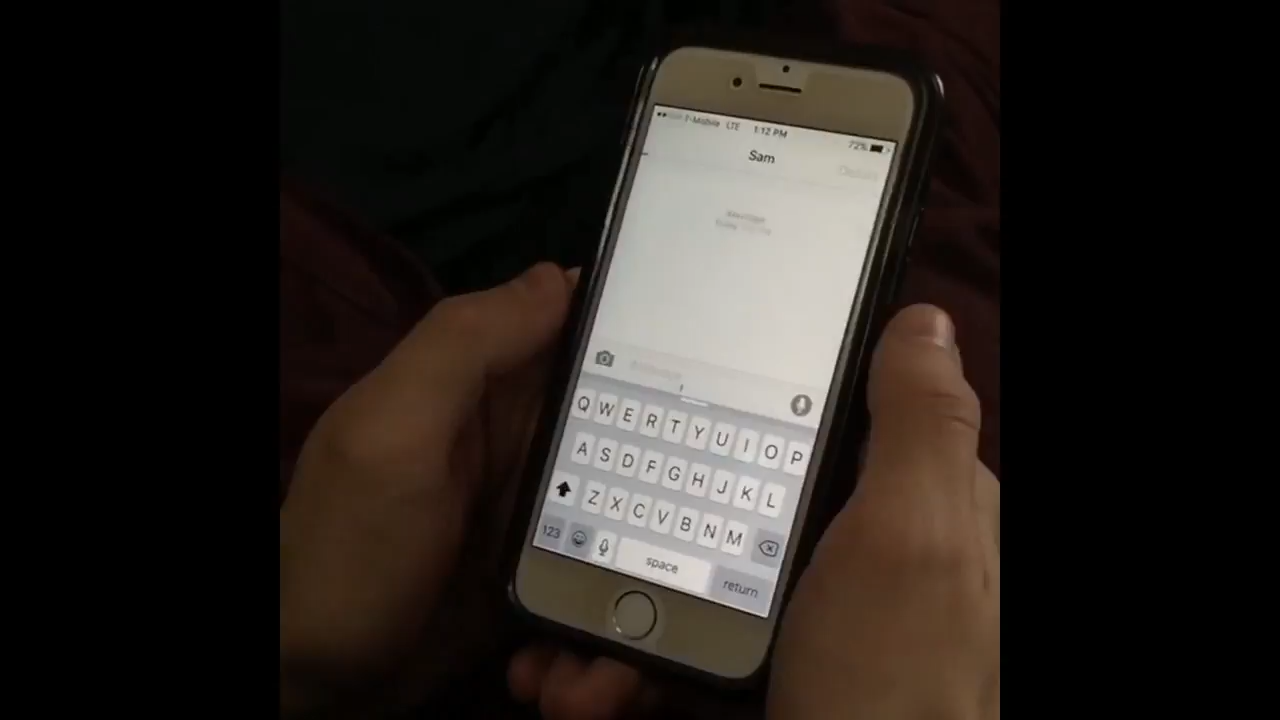 T-Mobile LTE 1:12 PM 72%
Sam
Q W E R T Y U I O P
A S D F G H J K L
Z X C V B N M
123 space return